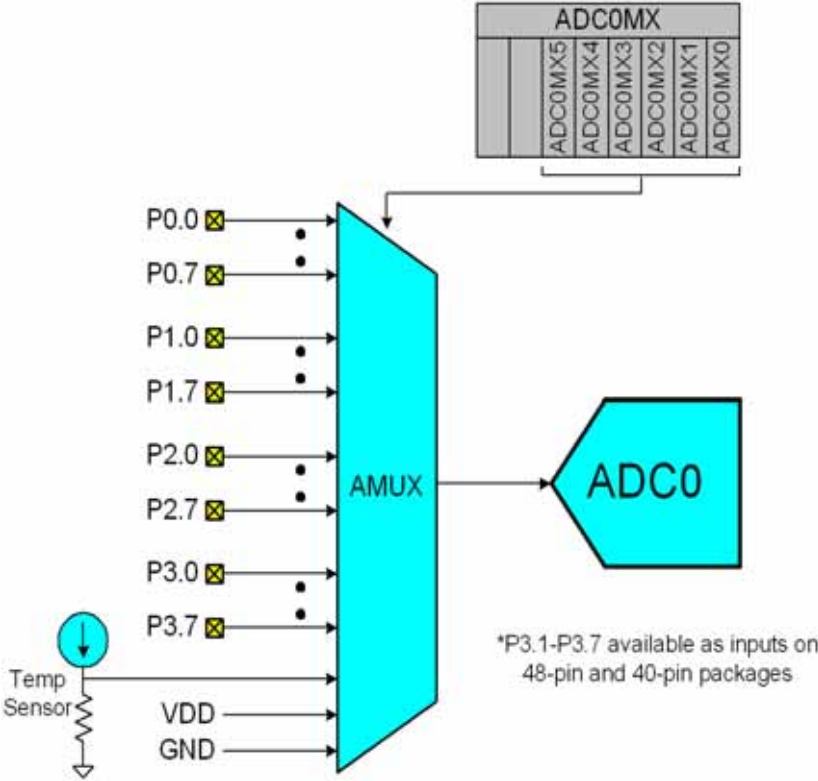 ADC0MX
ADC0MX5
ADC0MX4
ADC0MX3
ADC0MX2
ADC0MX1
ADC0MX0
P0.0
P0.7
P1.0
P1.7
P2.0
P2.7
P3.0
P3.7
AMUX
ADC0
*P3.1-P3.7 available as inputs on
48-pin and 40-pin packages
Temp
Sensor
VDD
GND